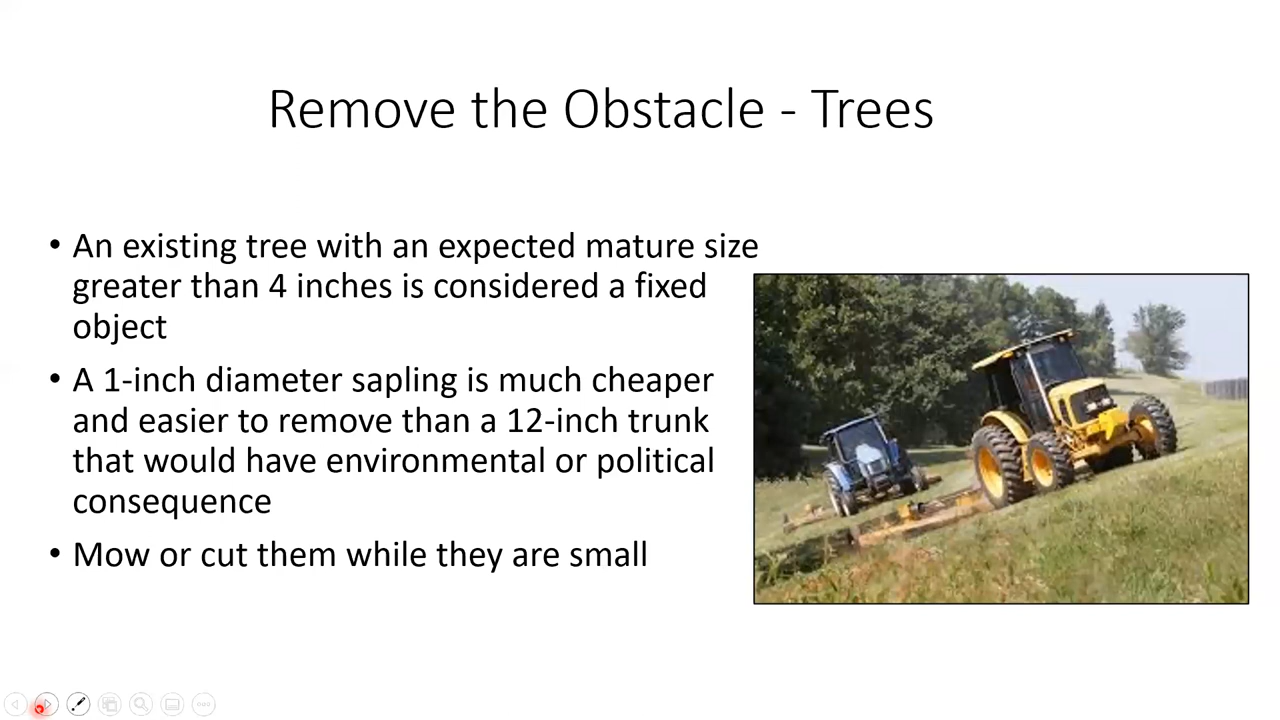 Remove the Obstacle - Trees
• An existing tree with an expected mature size
greater than 4 inches is considered a fixed
object
• A 1-inch diameter sapling is much cheaper
and easier to remove than a 12-inch trunk
that would have environmental or political
consequence
• Mow or cut them while they are small